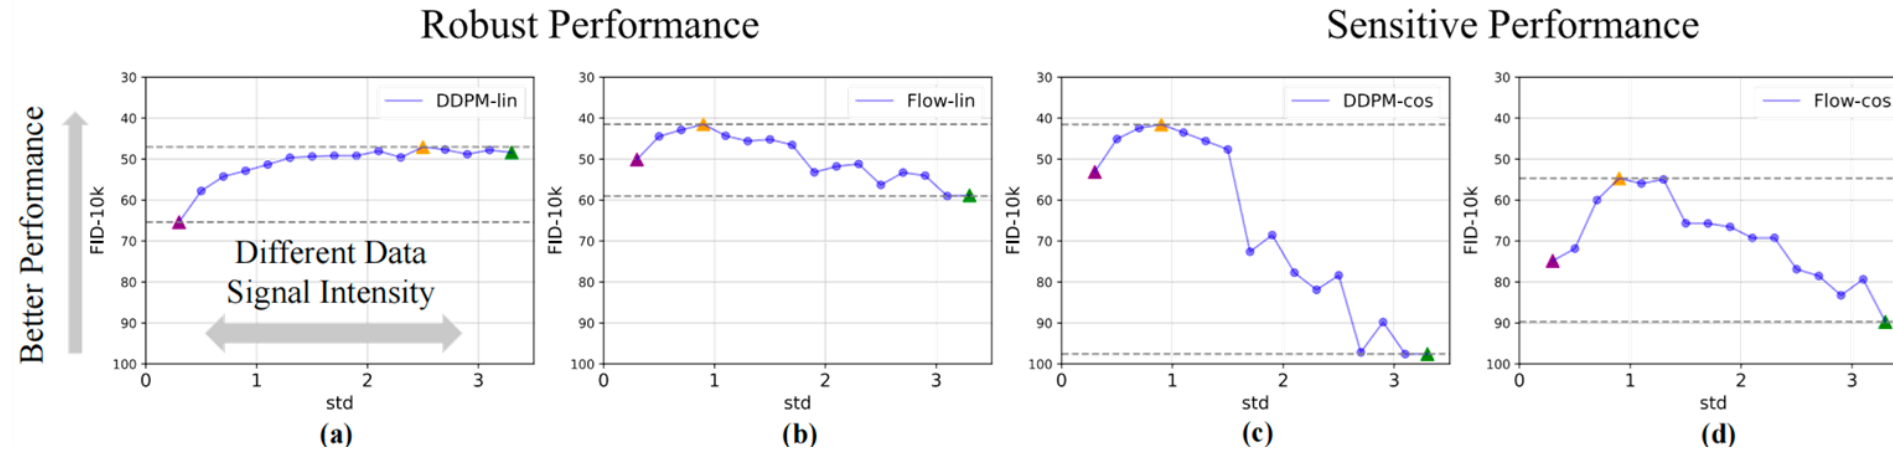 Robust Performance
Sensitive Performance
Better Performance
FID-10k
30
40
50
60
70
80
90
100
DDPM-lin
Different Data
Signal Intensity
0
1
2
3
std
(a)
FID-10k
30
40
50
60
70
80
90
100
Flow-lin
0
1
2
3
std
(b)
FID-10k
30
40
50
60
70
80
90
100
DDPM-cos
0
1
2
3
std
(c)
FID-10k
30
40
50
60
70
80
90
100
Flow-cos
0
1
2
3
std
(d)